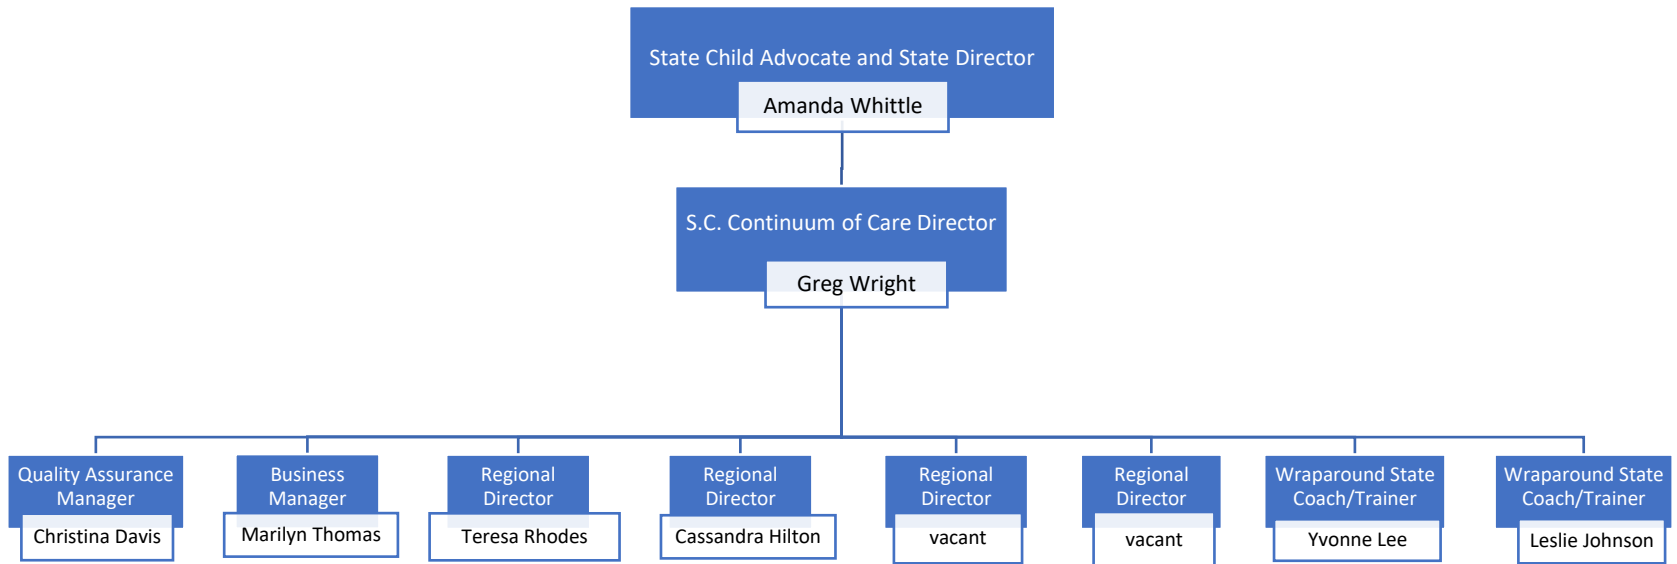 State Child Advocate and State Director
Amanda Whittle
S.C. Continuum of Care Director
Greg Wright
Quality Assurance
Manager
Christina Davis
Business
Manager
Marilyn Thomas
Regional
Director
Teresa Rhodes
Regional
Director
Cassandra Hilton
Regional
Director
vacant
Regional
Director
vacant
Wraparound State
Coach/Trainer
Yvonne Lee
Wraparound State
Coach/Trainer
Leslie Johnson